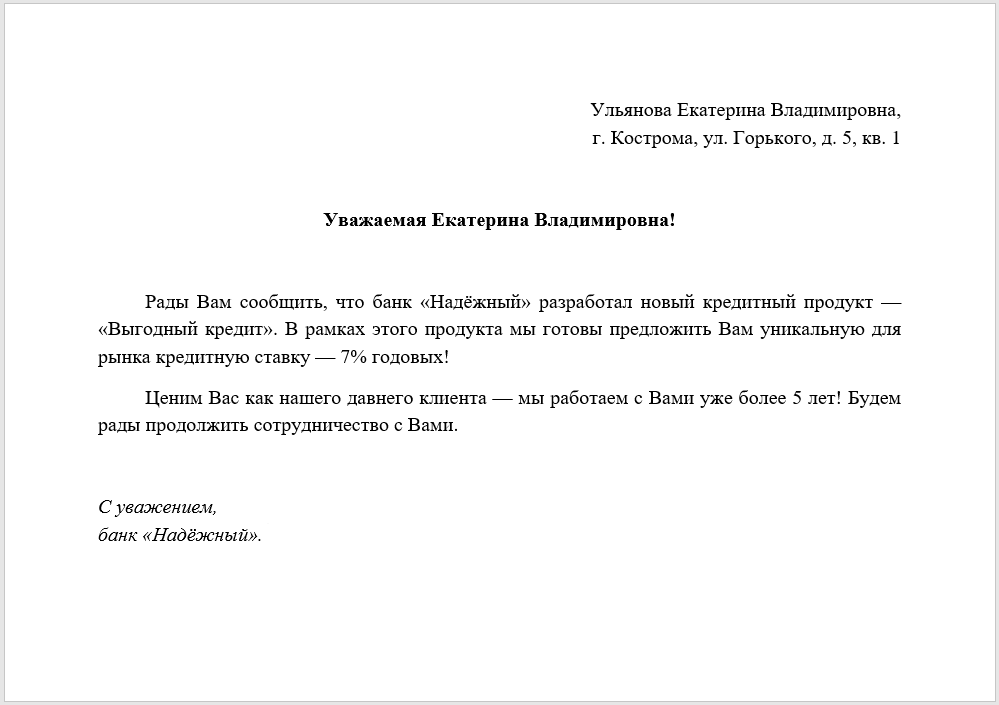 Ульянова Екатерина Владимировна,
г. Кострома, ул. Горького, д. 5, кв. 1
Уважаемая Екатерина Владимировна!
Рады Вам сообщить, что банк «Надёжный» разработал новый кредитный продукт —
«Выгодный кредит». В рамках этого продукта мы готовы предложить Вам уникальную для
рынка кредитную ставку — 7% годовых!
Ценим Вас как нашего давнего клиента — мы работаем с Вами уже более 5 лет! Будем
рады продолжить сотрудничество с Вами.
С уважением,
банк «Надёжный».